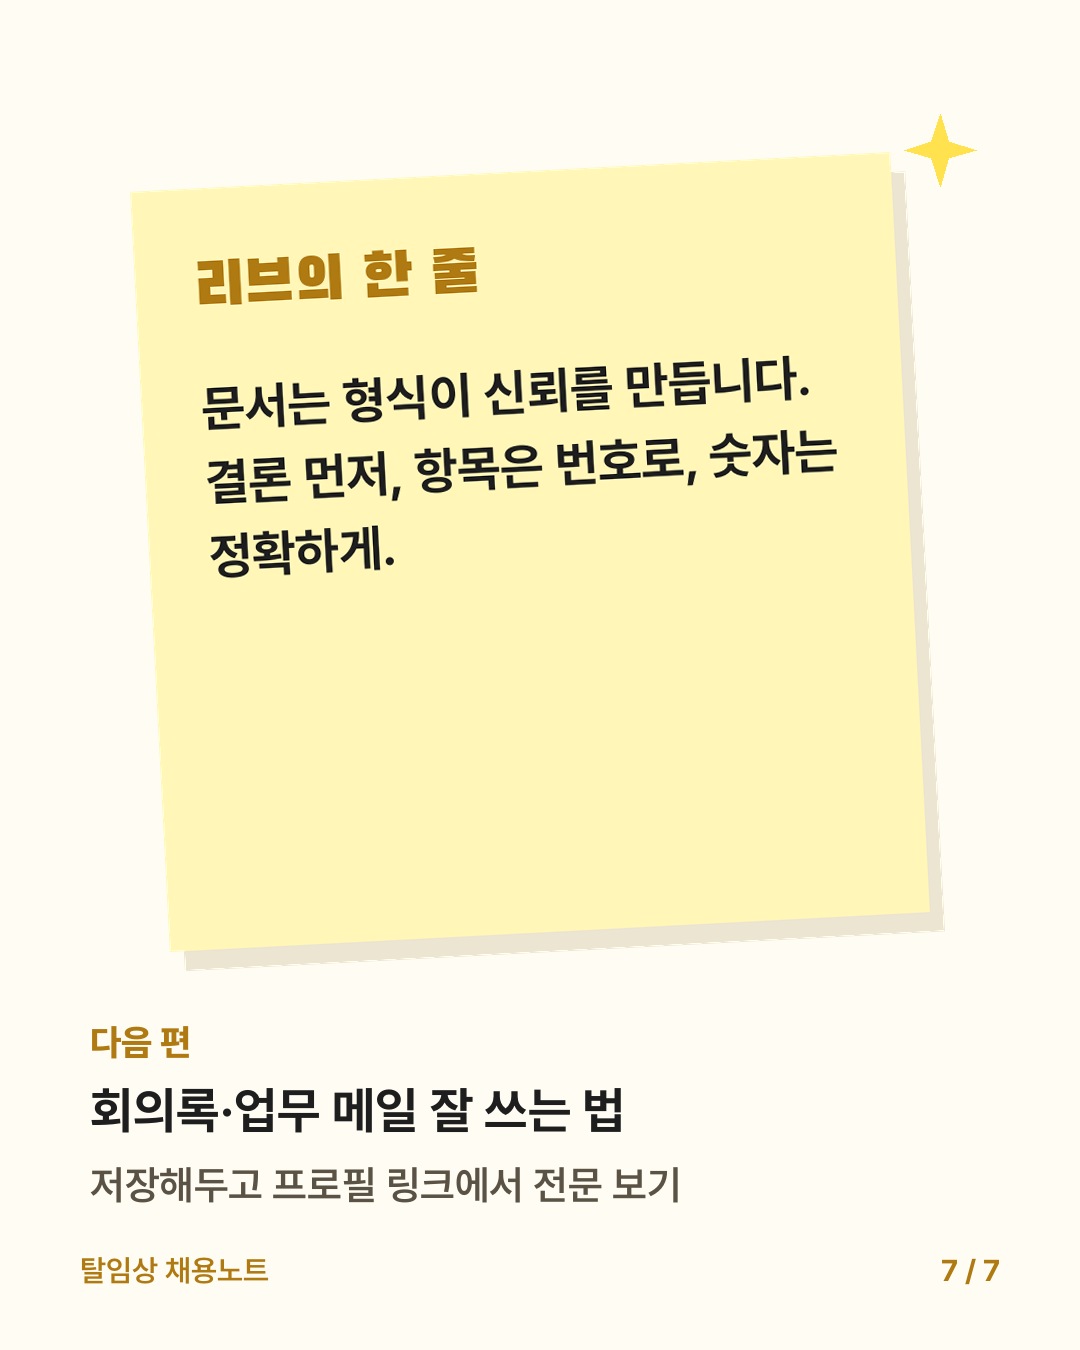 리브의 한 줄
문서는 형식이 신뢰를 만듭니다.
결론 먼저, 항목은 번호로, 숫자는
정확하게.
다음 편
회의록·업무 메일 잘 쓰는 법
저장해두고 프로필 링크에서 전문 보기
탈임상 채용노트
7 / 7